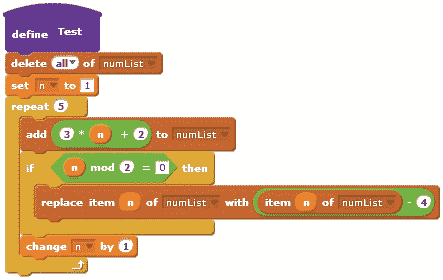 define Test
delete all of numList
set n to 1
repeat 5
add 3 * n + 2 to numList
if n mod 2 = 0 then
replace item n of numList with item n of numList - 4
change n by 1